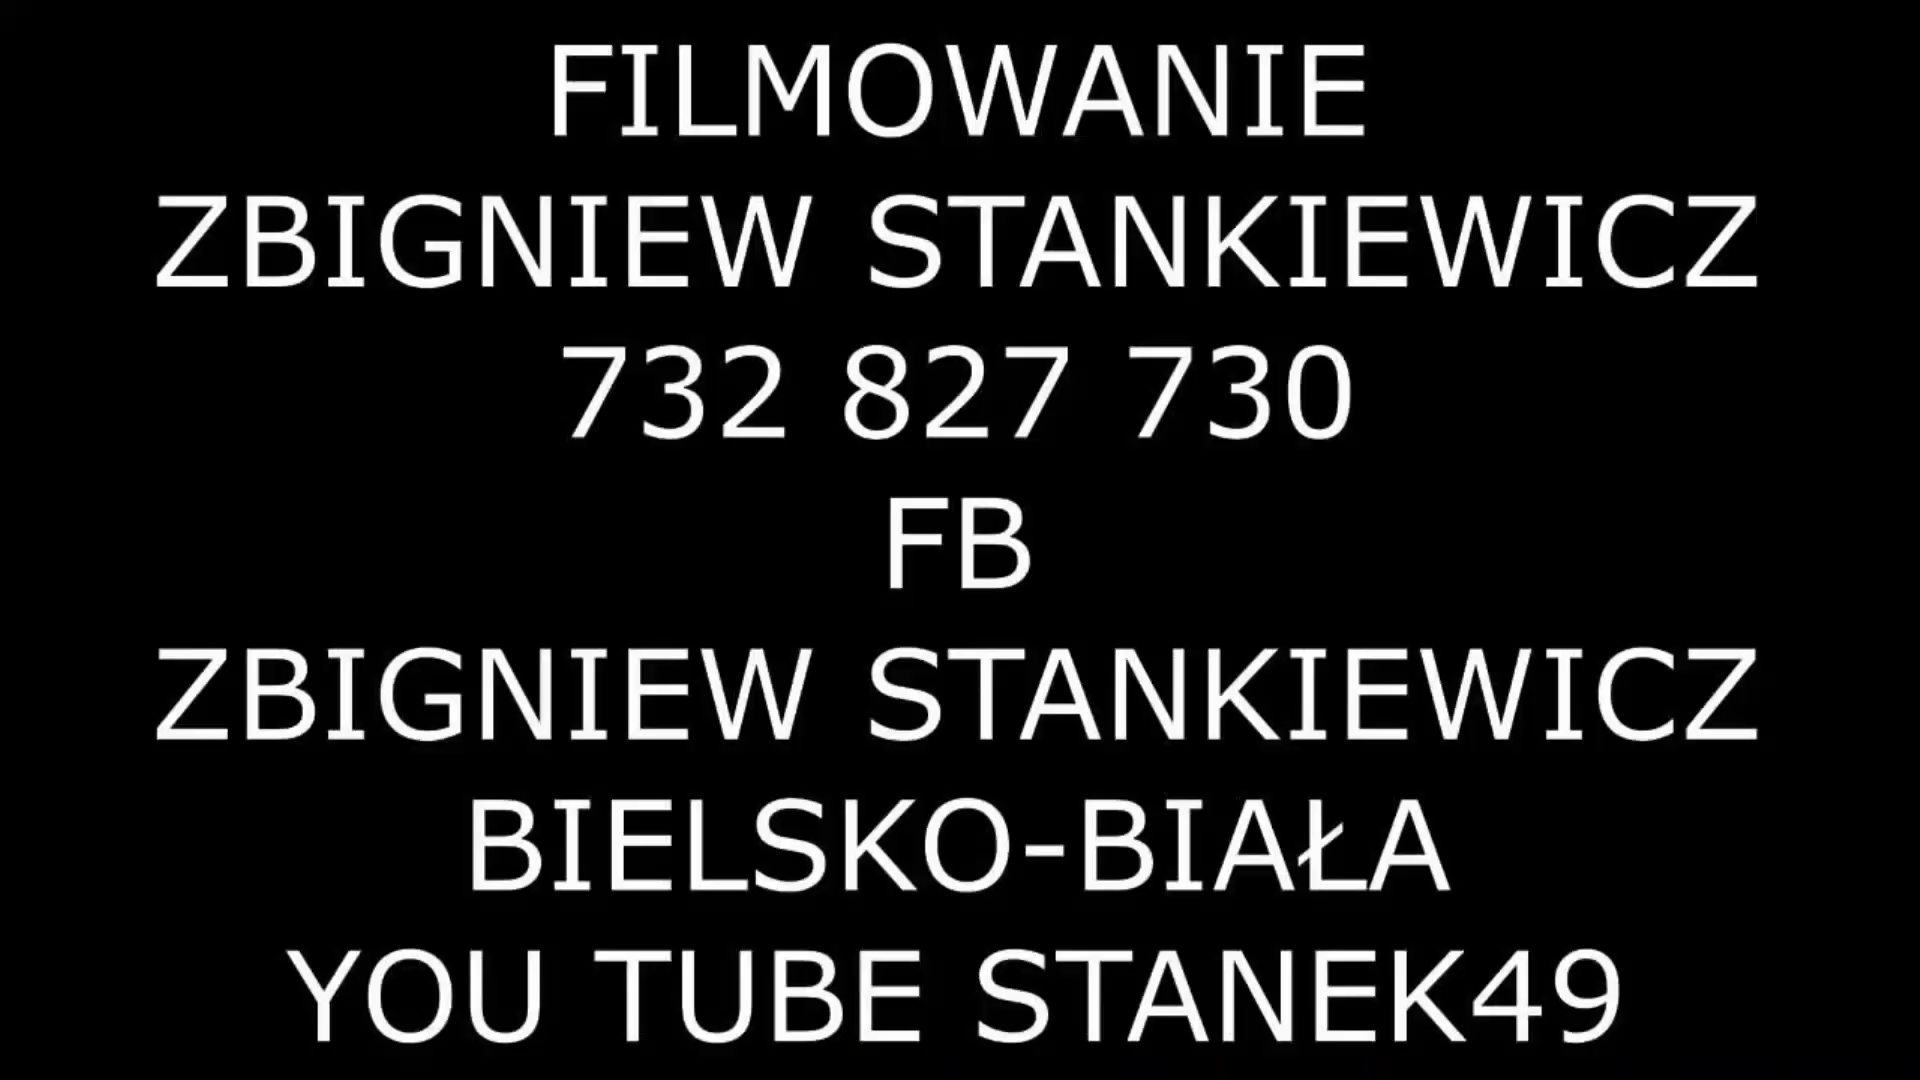 FILMOWANIE
ZBIGNIEW STANKIEWICZ
732 827 730
FB
ZBIGNIEW STANKIEWICZ
BIELSKO-BIAŁA
YOU TUBE STANEK49